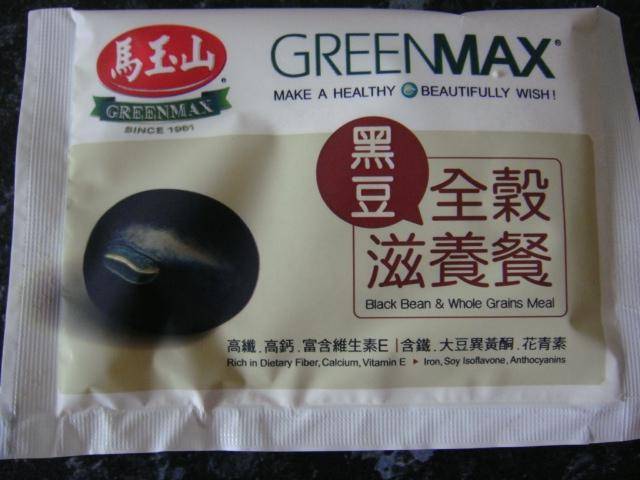 馬玉山
GREENMAX
SINCE 1961
GREENMAX®
MAKE A HEALTHY BEAUTIFULLY WISH!
黑豆
全穀
滋養餐
Black Bean & Whole Grains Meal
高纖.高鈣.富含維生素E|含鐵.大豆異黃酮.花青素
Rich in Dietary Fiber, Calcium, Vitamin E ▸ Iron, Soy Isoflavone, Anthocyanins